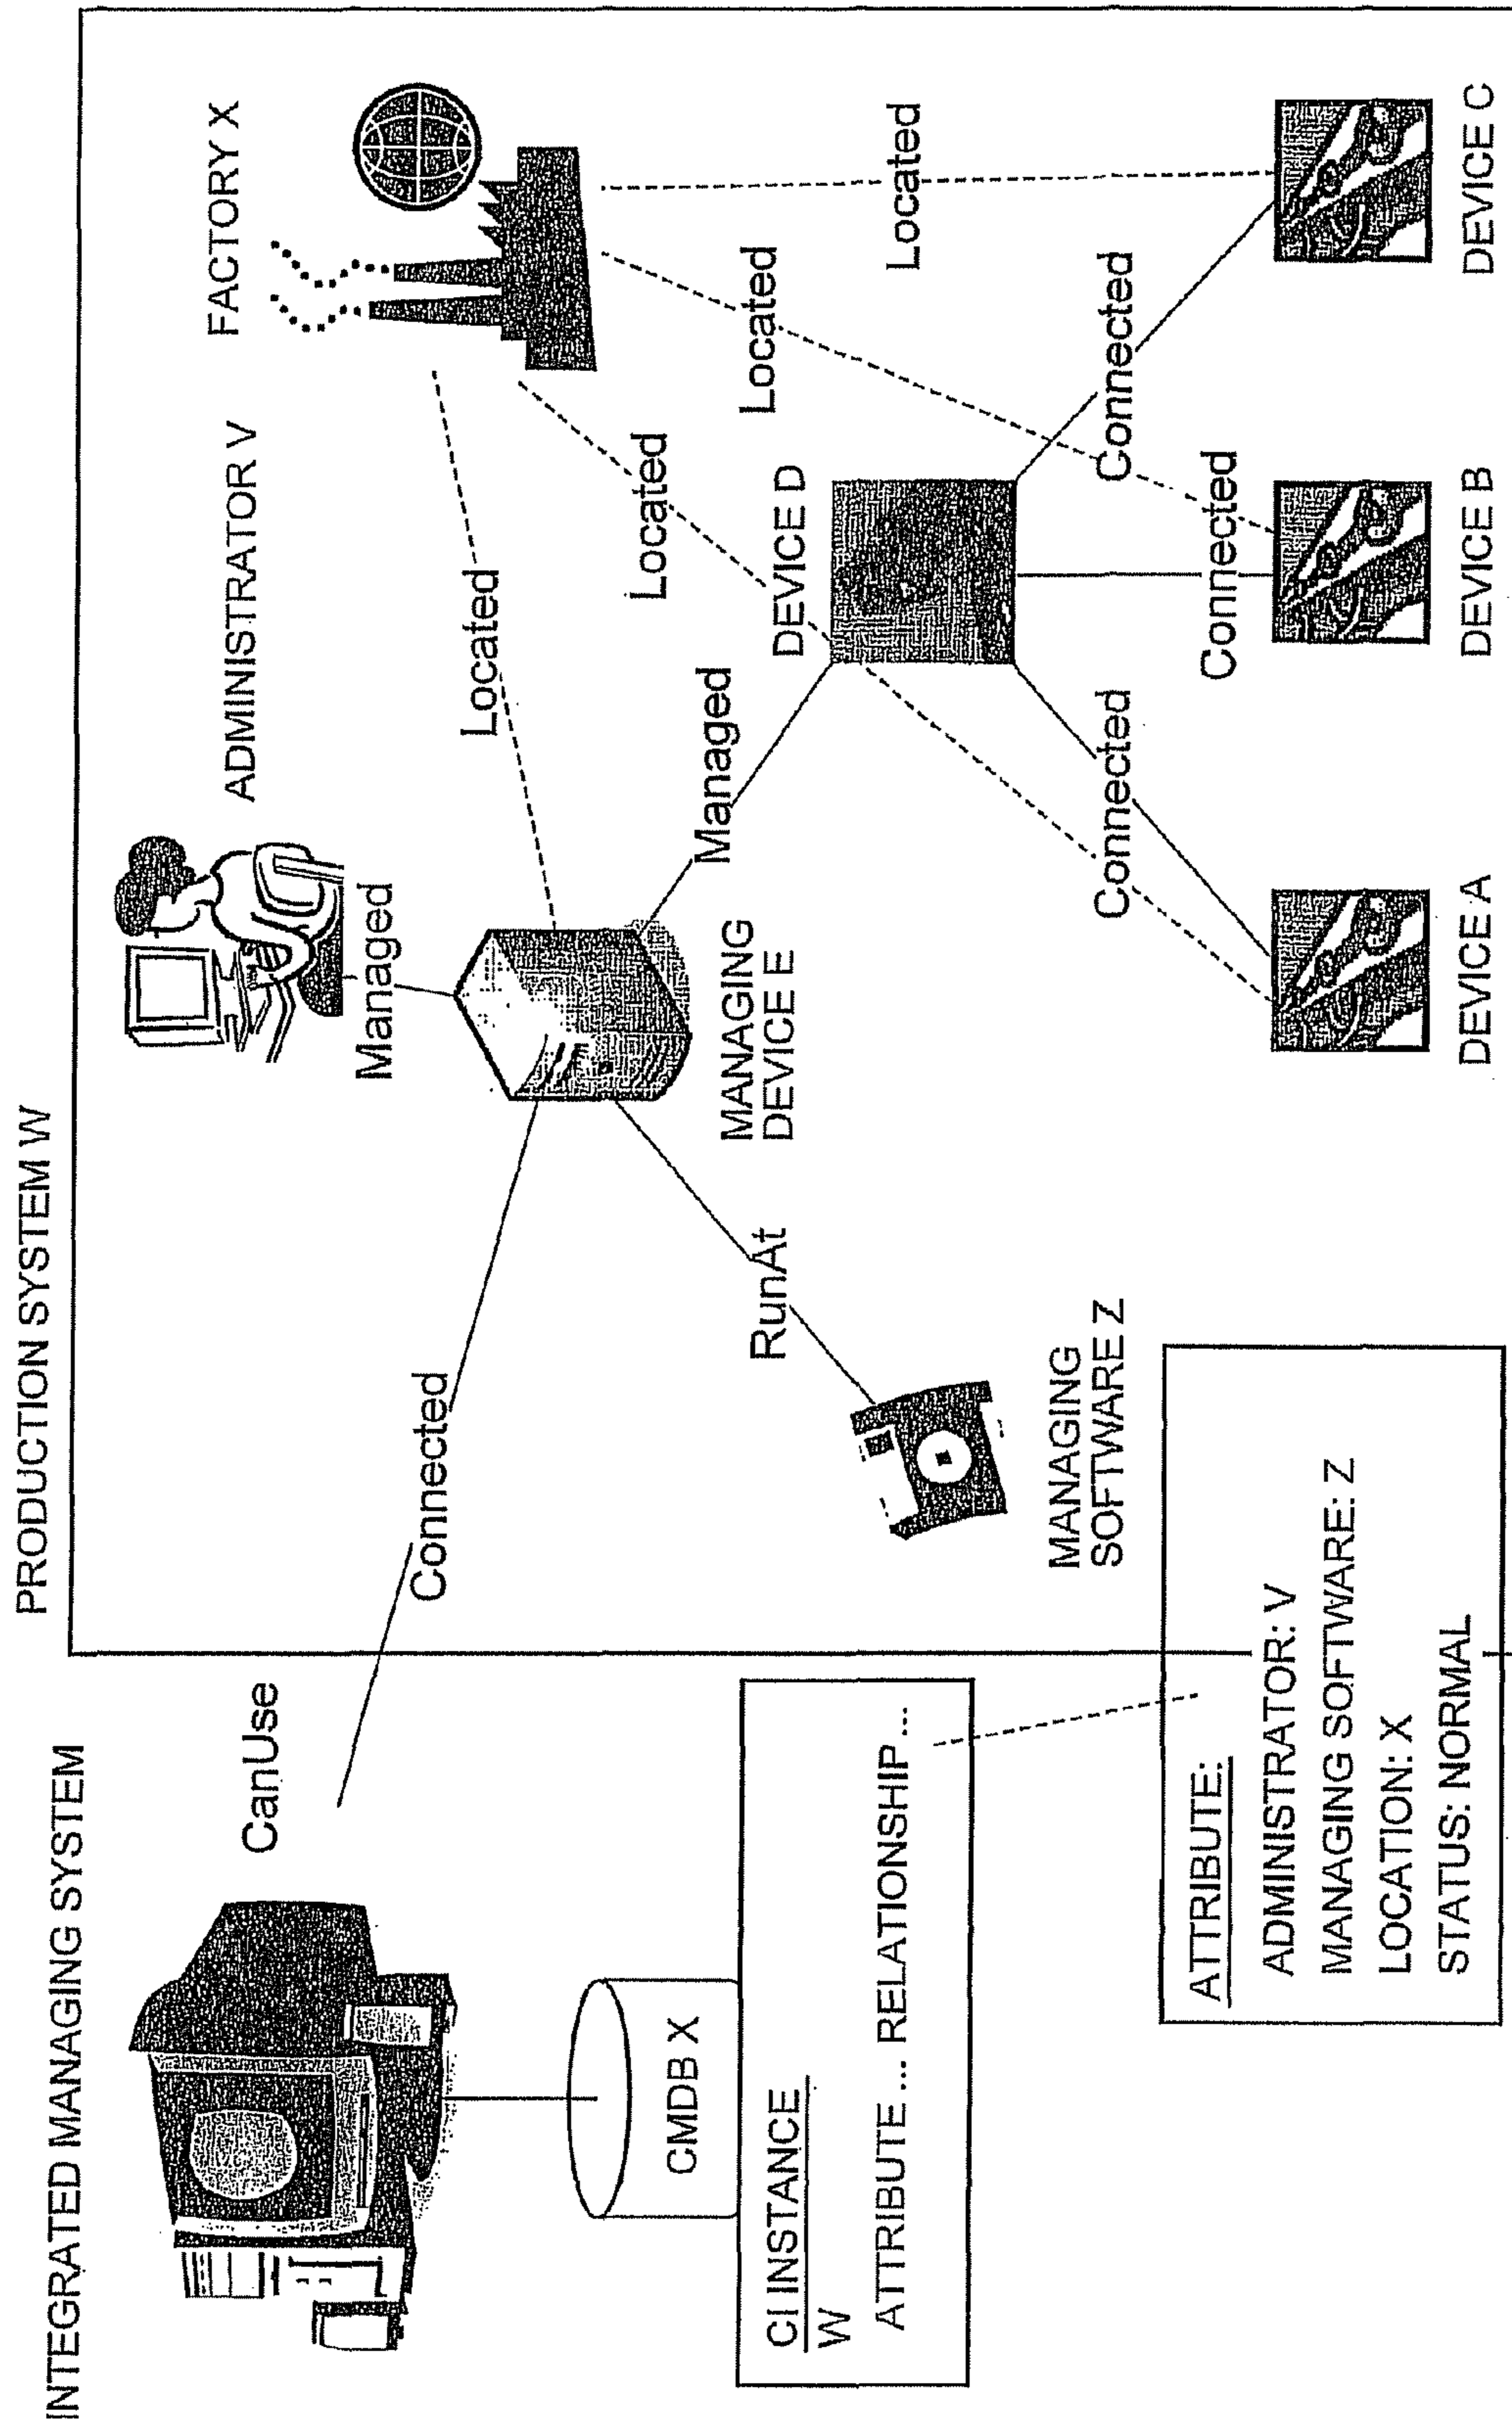 INTEGRATED MANAGING SYSTEM
PRODUCTION SYSTEM W
CanUse
Connected
Managed
ADMINISTRATOR V
FACTORY X
Located
Located
Located
Located
Managed
MANAGING
DEVICE E
DEVICE D
RunAt
MANAGING
SOFTWARE Z
Connected
Connected
Connected
DEVICE A
DEVICE B
DEVICE C
CMDB X
CI INSTANCE
W
ATTRIBUTE ... RELATIONSHIP ...
ATTRIBUTE:
ADMINISTRATOR: V
MANAGING SOFTWARE: Z
LOCATION: X
STATUS: NORMAL